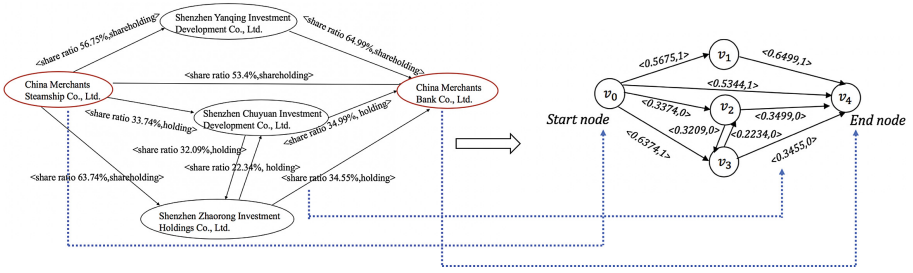 Shenzhen Yanqing Investment
Development Co., Ltd.
<share ratio 56.75%,shareholding>
<share ratio 64.99%,shareholding>
<share ratio 53.4%,shareholding>
China Merchants
Steamship Co., Ltd.
China Merchants
Bank Co., Ltd.
Shenzhen Chuyuan Investment
Development Co., Ltd.
<share ratio 33.74%,holding>
<share ratio 34.99%, holding>
<share ratio 32.09%,holding>
<share ratio 22.34%, holding>
<share ratio 63.74%,shareholding>
<share ratio 34.55%,holding>
Shenzhen Zhaorong Investment
Holdings Co., Ltd.
<0.5675,1>
v1
<0.6499,1>
<0.5344,1>
v0
v4
<0.3374,0>
v2
<0.3499,0>
Start node
End node
<0.3209,0>
<0.2234,0>
<0.6374,1>
v3
<0.3455,0>